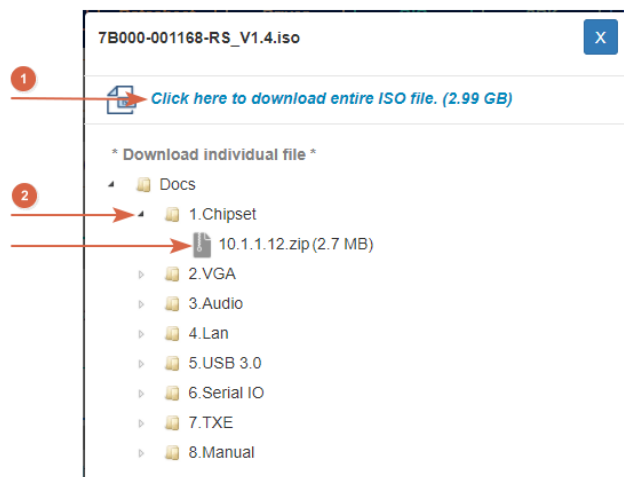 7B000-001168-RS_V1.4.iso
X
1
Click here to download entire ISO file. (2.99 GB)
* Download individual file *
Docs
2
1.Chipset
10.1.1.12.zip (2.7 MB)
2.VGA
3.Audio
4.Lan
5.USB 3.0
6.Serial IO
7.TXE
8.Manual